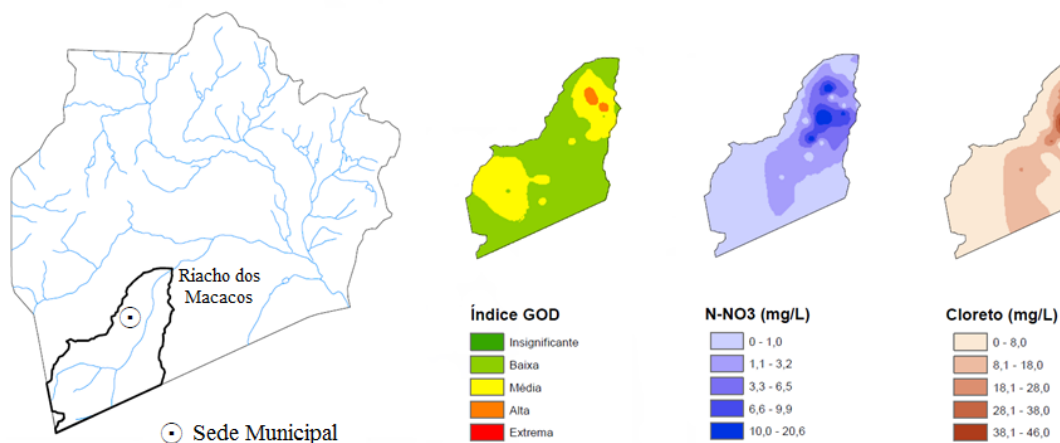 Riacho dos
Macacos
Sede Municipal
Índice GOD
Insignificante
Baixa
Média
Alta
Extrema
N-NO3 (mg/L)
0 - 1,0
1,1 - 3,2
3,3 - 6,5
6,6 - 9,9
10,0 - 20,6
Cloreto (mg/L)
0 - 8,0
8,1 - 18,0
18,1 - 28,0
28,1 - 38,0
38,1 - 46,0